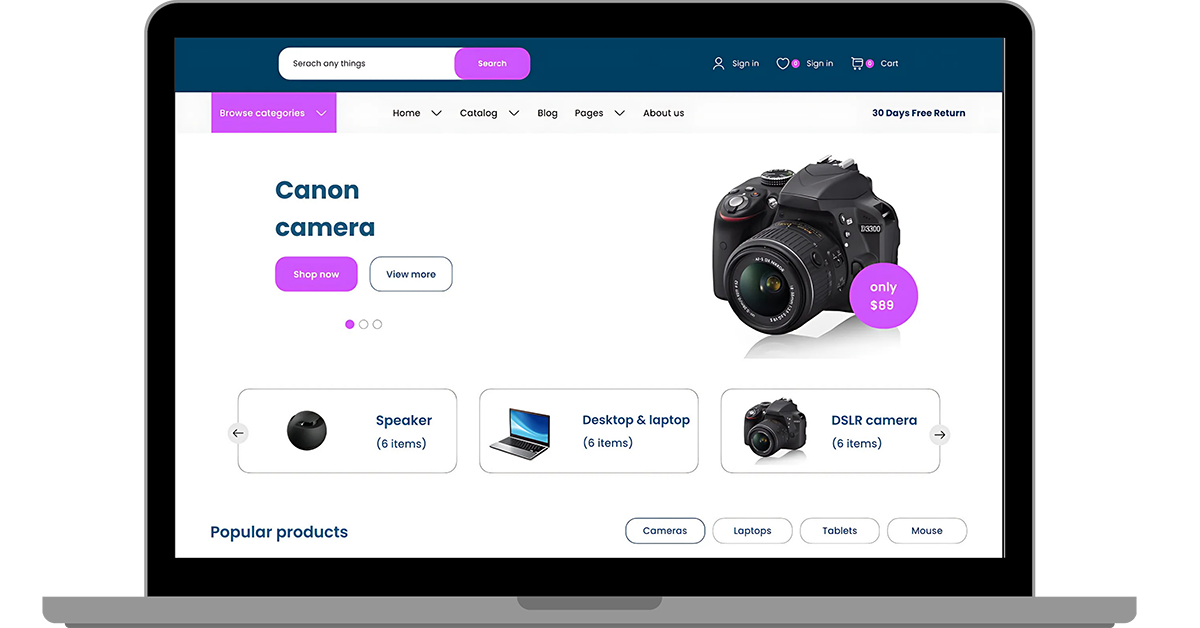 Serach any things
Search
Sign in
0
Sign in
0
Cart
Browse categories
Home
Catalog
Blog
Pages
About us
30 Days Free Return
Canon
camera
Shop now
View more
D3300
only
$89
Speaker
(6 items)
Desktop & laptop
(6 items)
DSLR camera
(6 items)
Popular products
Cameras
Laptops
Tablets
Mouse